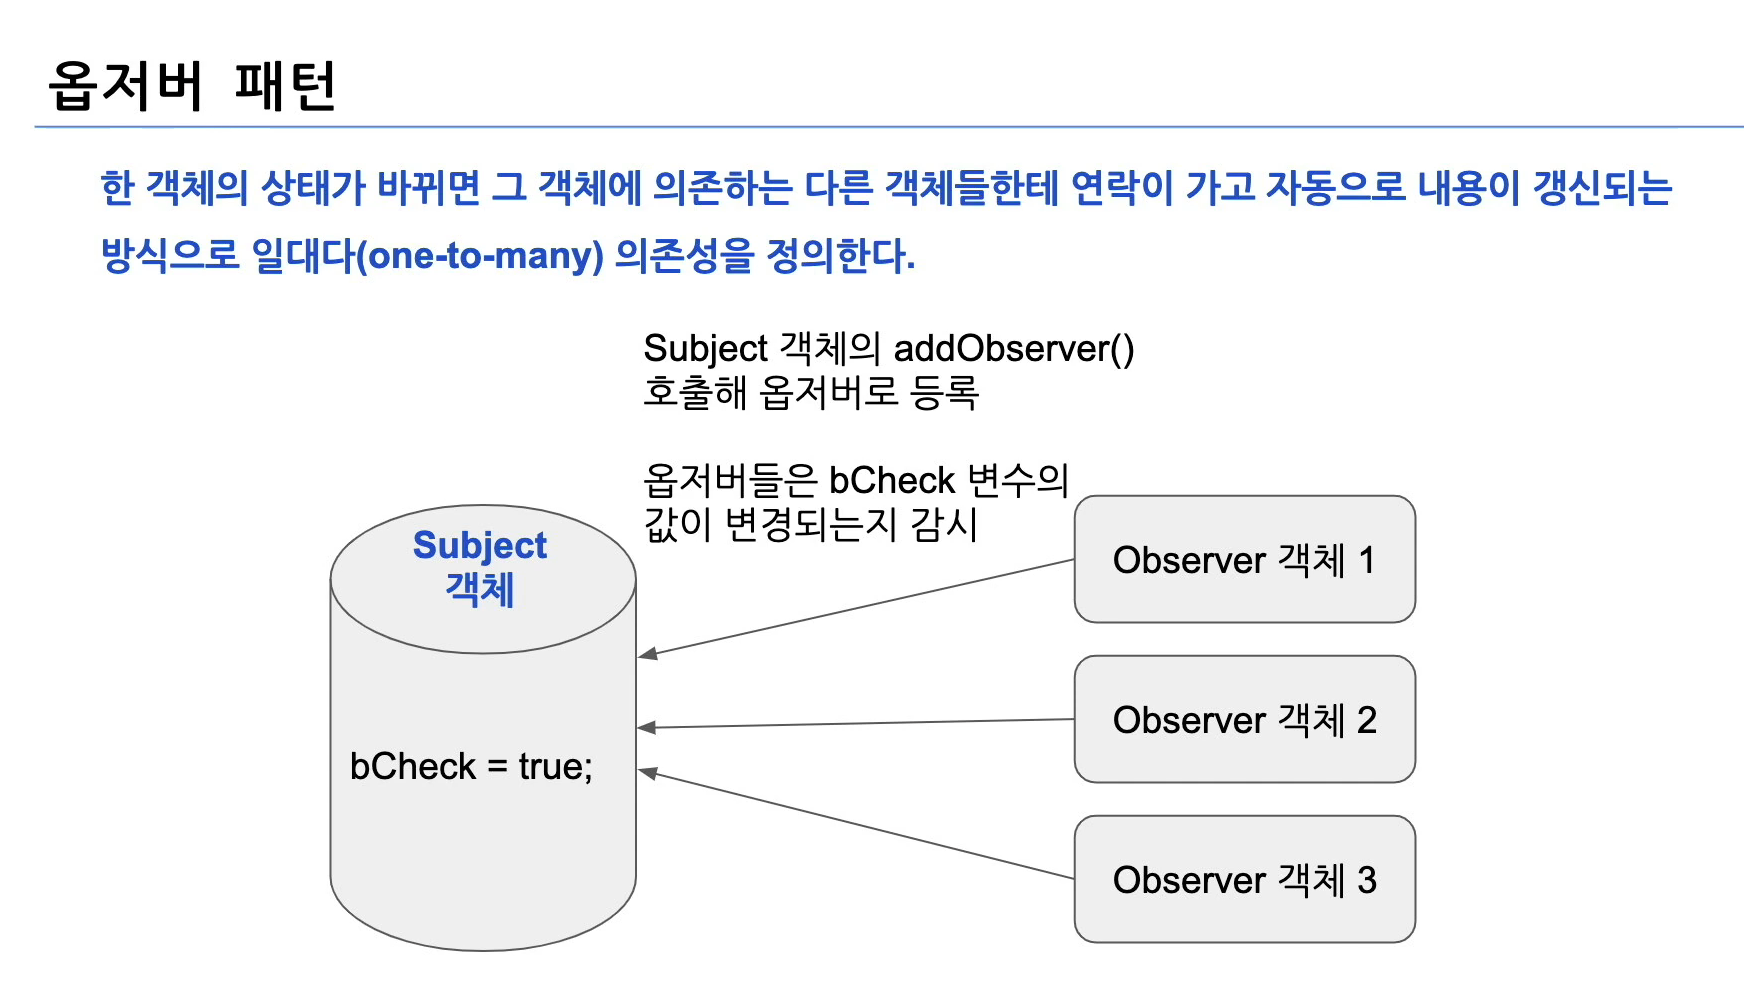 옵저버 패턴
한 객체의 상태가 바뀌면 그 객체에 의존하는 다른 객체들한테 연락이 가고 자동으로 내용이 갱신되는
방식으로 일대다(one-to-many) 의존성을 정의한다.
Subject 객체의 addObserver()
호출해 옵저버로 등록
옵저버들은 bCheck 변수의
값이 변경되는지 감시
Subject
객체
bCheck = true;
Observer 객체 1
Observer 객체 2
Observer 객체 3